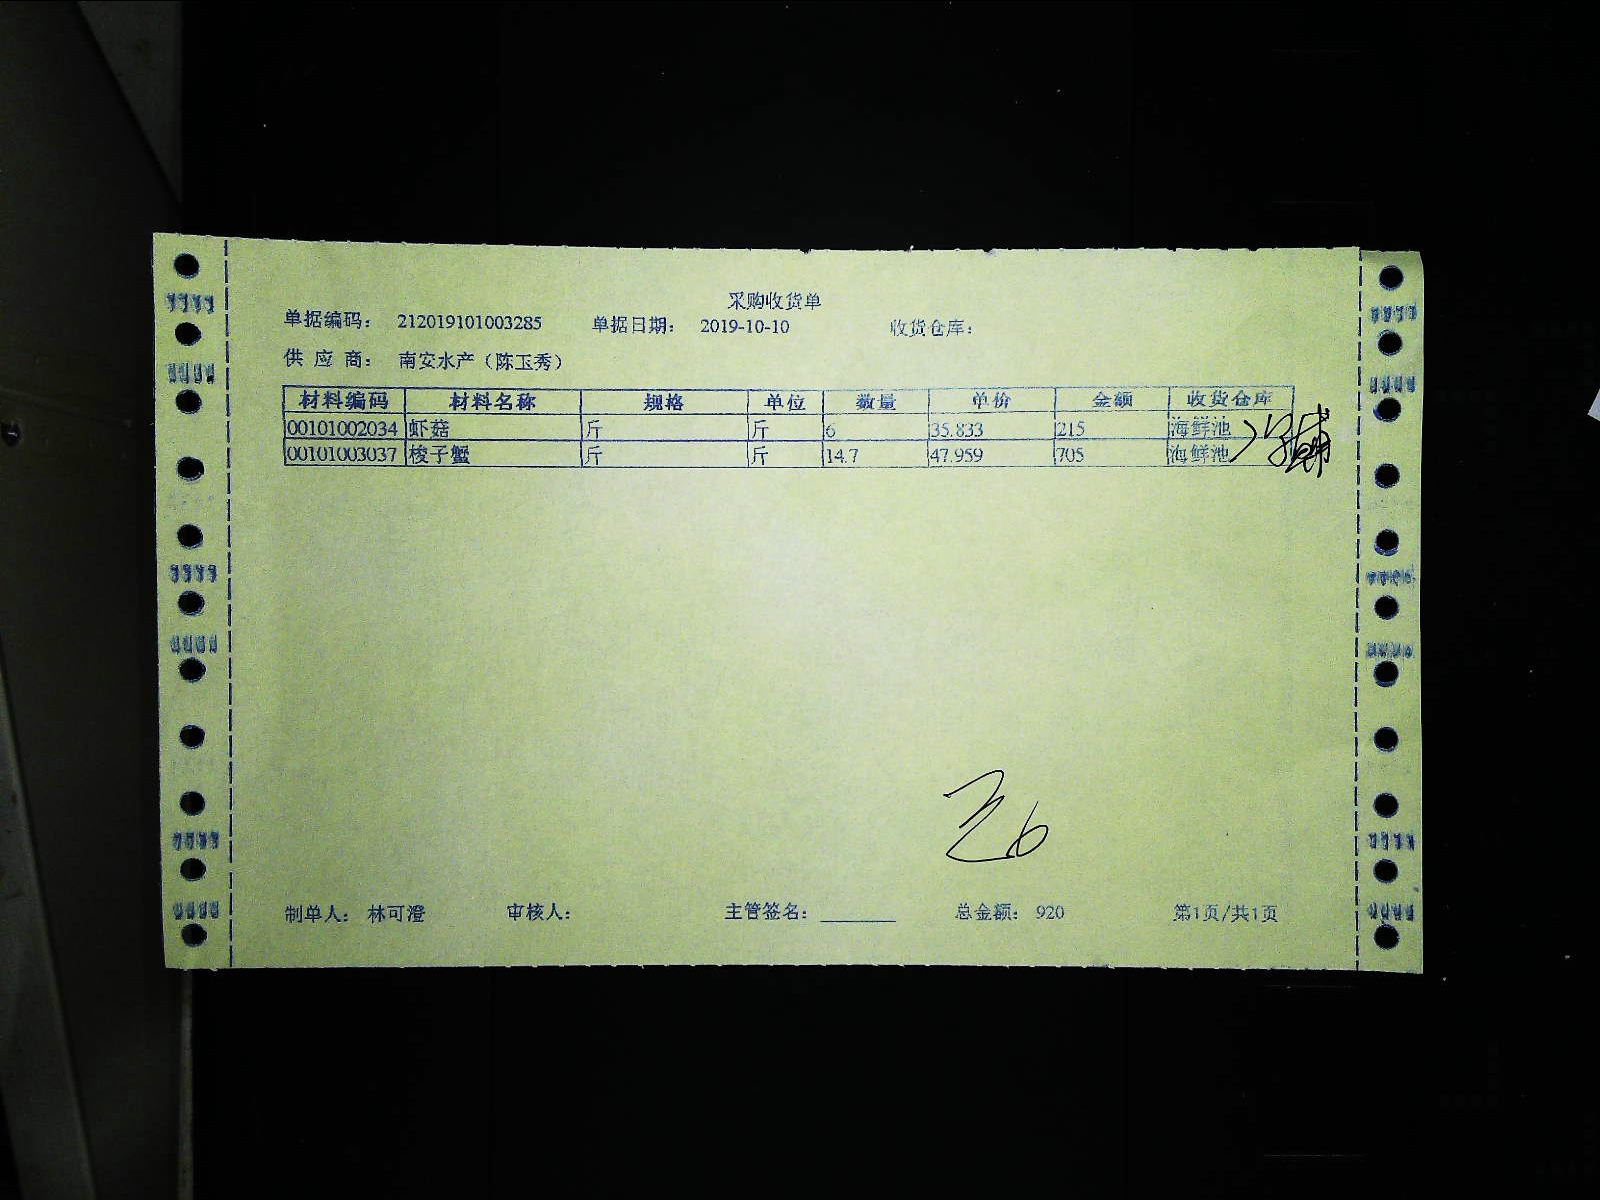 采购收货单
单据编码： 212019101003285 单据日期： 2019-10-10 收货仓库：
供 应 商： 南安水产（陈玉秀）
材料编码 材料名称 规格 单位 数量 单价 金额 收货仓库
00101002034 虾菇 斤 斤 6 35.833 215 海鲜池
00101003037 梭子蟹 斤 斤 14.7 47.959 705 海鲜池
制单人： 林可澄 审核人： 主管签名： 总金额： 920 第1页/共1页